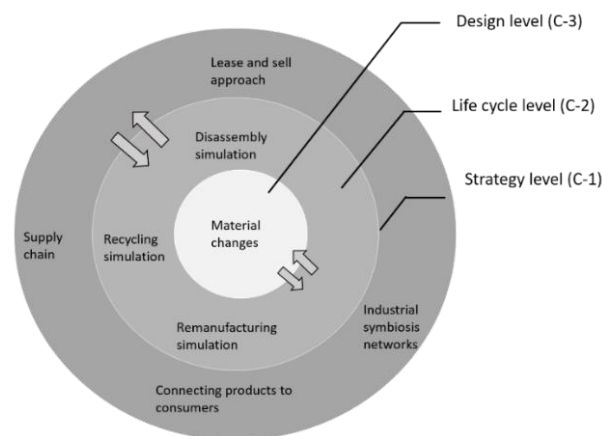 Design level (C-3)
Lease and sell
approach
Life cycle level (C-2)
Disassembly
simulation
Strategy level (C-1)
Material
changes
Supply
chain
Recycling
simulation
Industrial
symbiosis
networks
Remanufacturing
simulation
Connecting products to
consumers